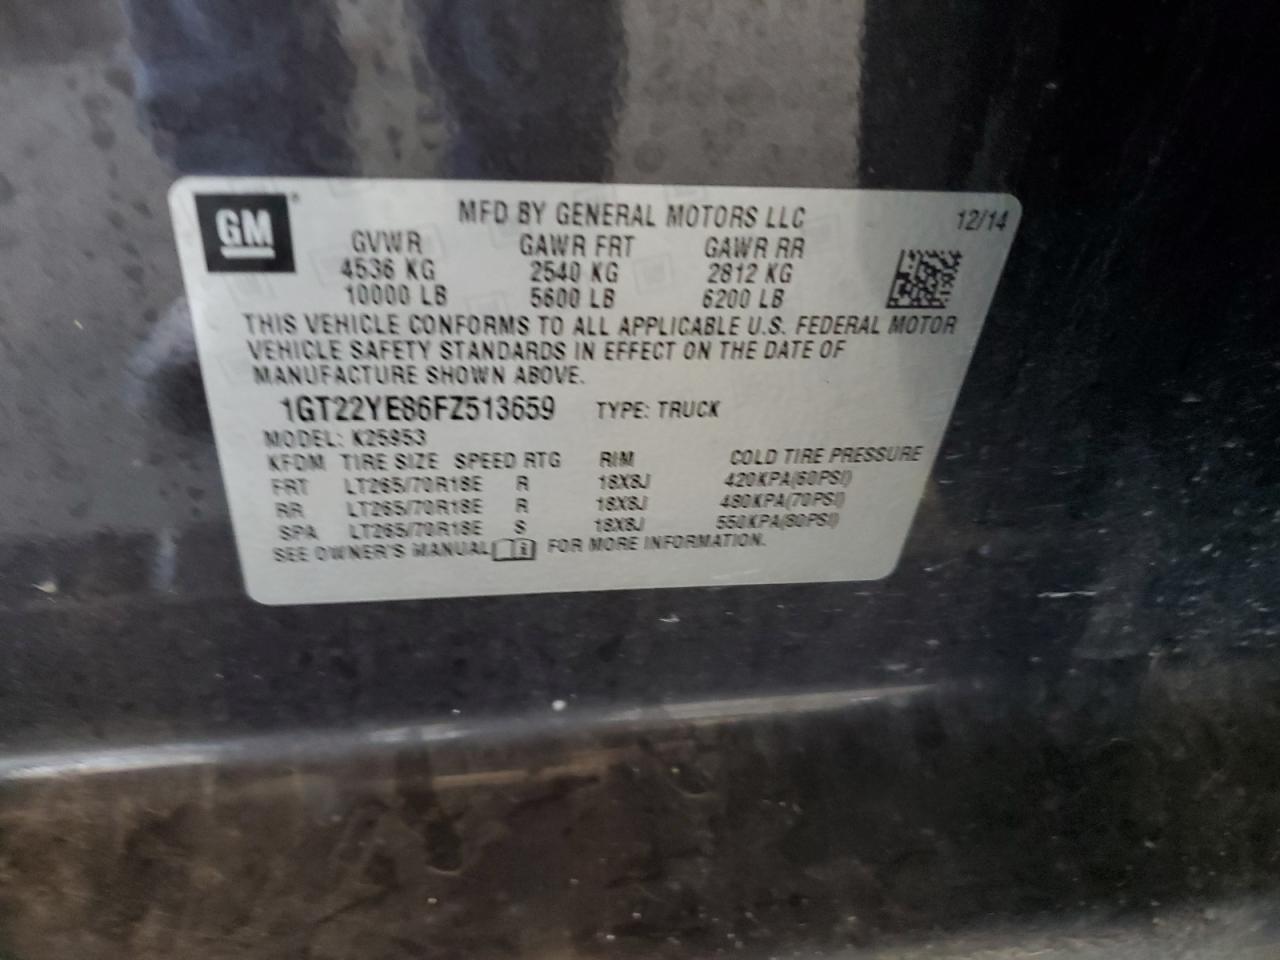 GM
MFD BY GENERAL MOTORS LLC 12/14
GVWR GAWR FRT GAWR RR
4536 KG 2540 KG 2812 KG
10000 LB 5600 LB 6200 LB
THIS VEHICLE CONFORMS TO ALL APPLICABLE U.S. FEDERAL MOTOR
VEHICLE SAFETY STANDARDS IN EFFECT ON THE DATE OF
MANUFACTURE SHOWN ABOVE.
1GT22YE86FZ513659 TYPE: TRUCK
MODEL: K25953
KFDM TIRE SIZE SPEED RTG RIM COLD TIRE PRESSURE
FRT LT265/70R18E R 18X8J 420KPA(60PSI)
RR LT265/70R18E R 18X8J 480KPA(70PSI)
SPA LT265/70R18E S 18X8J 550KPA(80PSI)
SEE OWNER'S MANUAL FOR MORE INFORMATION.